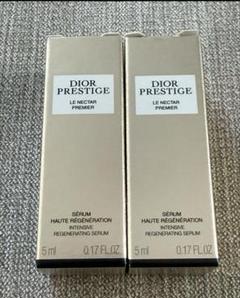 DIOR
PRESTIGE
LE NECTAR
PREMIER
SÉRUM
HAUTE RÉGÉNÉRATION
INTENSIVE
REGENERATING SERUM
5 ml 0.17 FL.OZ
DIOR
PRESTIGE
LE NECTAR
PREMIER
SÉRUM
HAUTE RÉGÉNÉRATION
INTENSIVE
REGENERATING SERUM
5 ml 0.17 FL.OZ